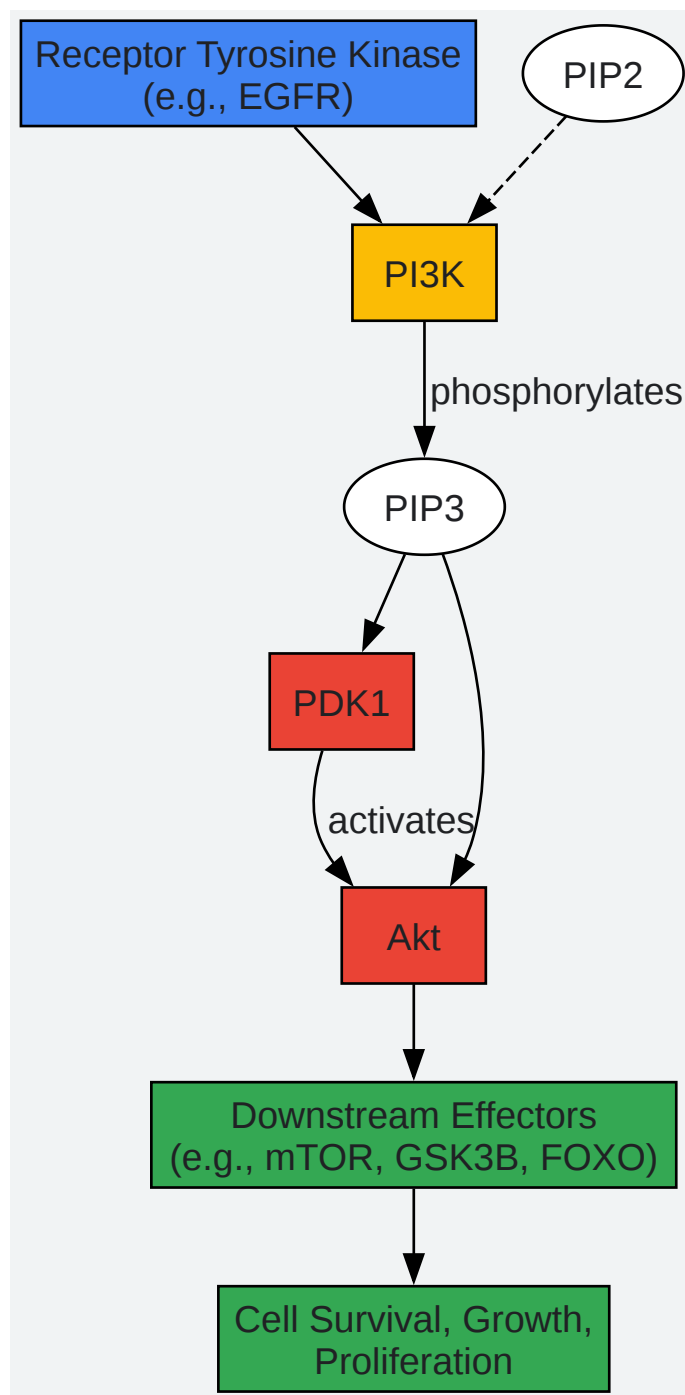 Receptor Tyrosine Kinase
(e.g., EGFR)
PIP2
PI3K
phosphorylates
PIP3
PDK1
activates
Akt
Downstream Effectors
(e.g., mTOR, GSK3B, FOXO)
Cell Survival, Growth,
Proliferation